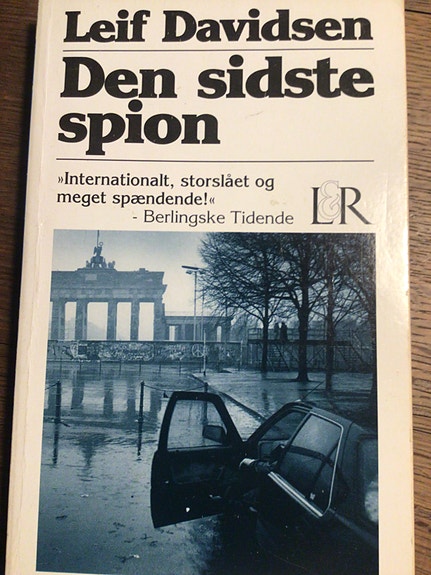 Leif Davidsen
Den sidste
spion
»Internationalt, storslået og
meget spændende!«
- Berlingske Tidende
L&R